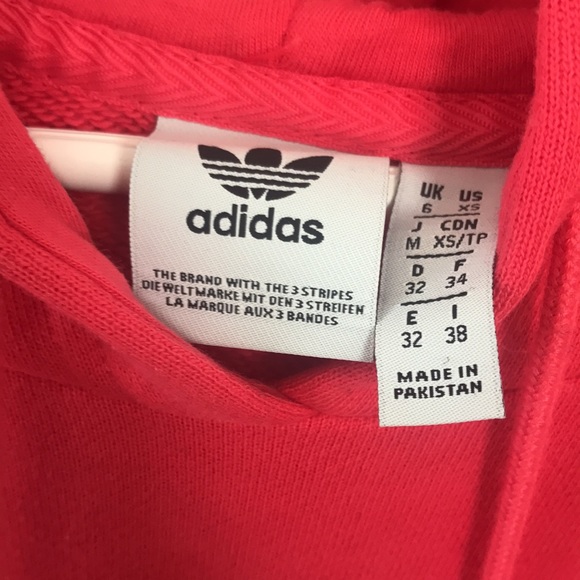 adidas
THE BRAND WITH THE 3 STRIPES
DIE WELTMARKE MIT DEN 3 STREIFEN
LA MARQUE AUX 3 BANDES
UK US
6 XS
J CDN
M XS/TP
D F
32 34
E I
32 38
MADE IN
PAKISTAN